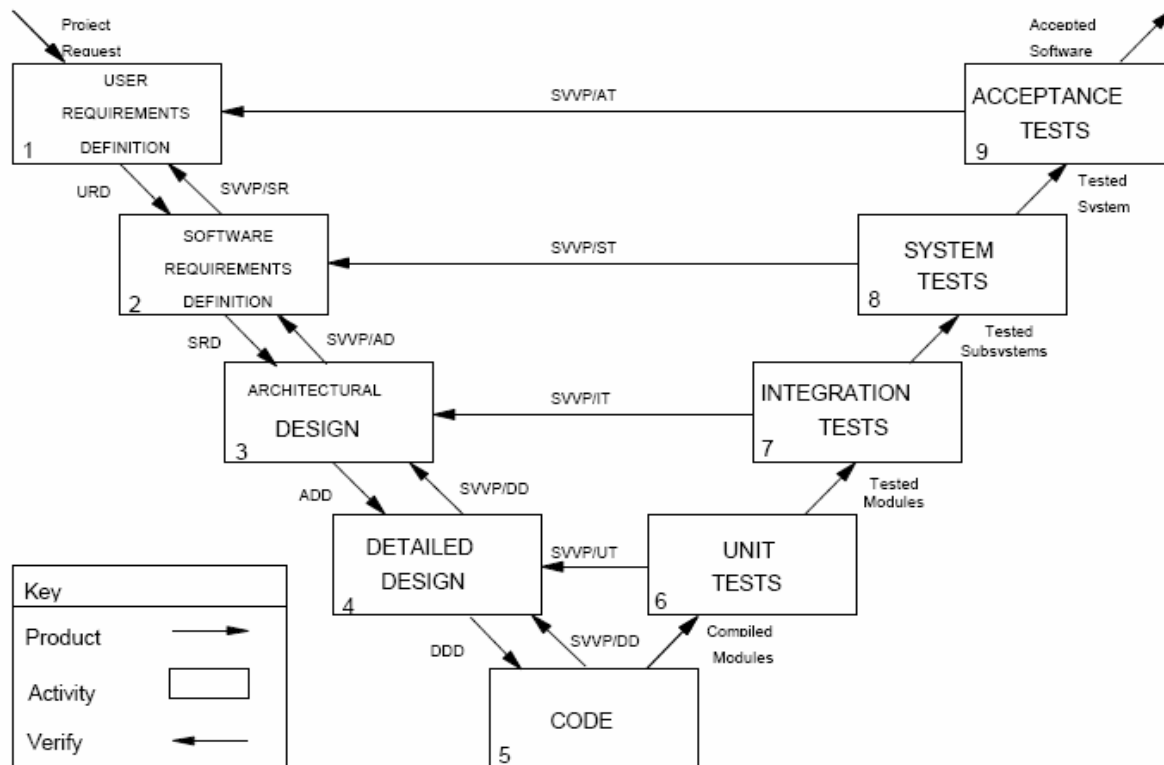 Project
Request
Accepted
Software
USER
REQUIREMENTS
DEFINITION
1
SVVP/AT
ACCEPTANCE
TESTS
9
URD
SVVP/SR
Tested
System
SOFTWARE
REQUIREMENTS
DEFINITION
2
SVVP/ST
SYSTEM
TESTS
8
SRD
SVVP/AD
Tested
Subsystems
ARCHITECTURAL
DESIGN
3
SVVP/IT
INTEGRATION
TESTS
7
ADD
SVVP/DD
Tested
Modules
DETAILED
DESIGN
4
SVVP/UT
UNIT
TESTS
6
DDD
SVVP/DD
Compiled
Modules
CODE
5
Key
Product
Activity
Verify